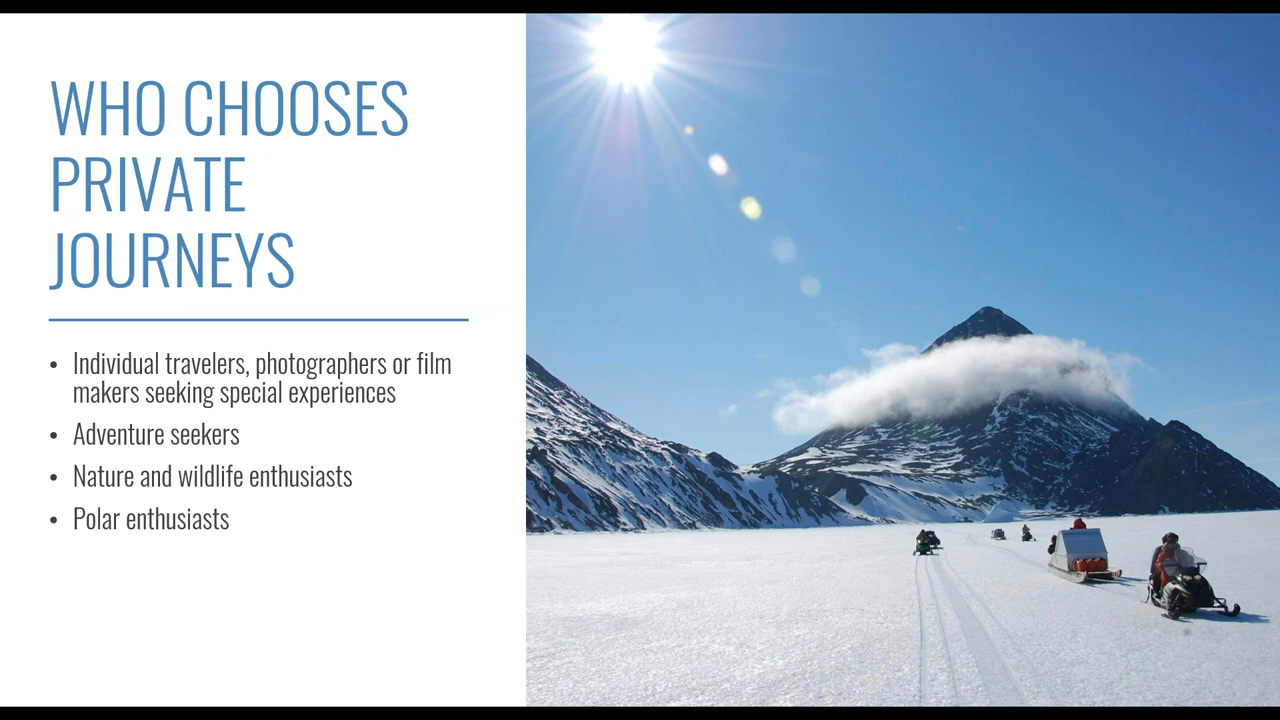 WHO CHOOSES
PRIVATE
JOURNEYS
• Individual travelers, photographers or film
makers seeking special experiences
• Adventure seekers
• Nature and wildlife enthusiasts
• Polar enthusiasts